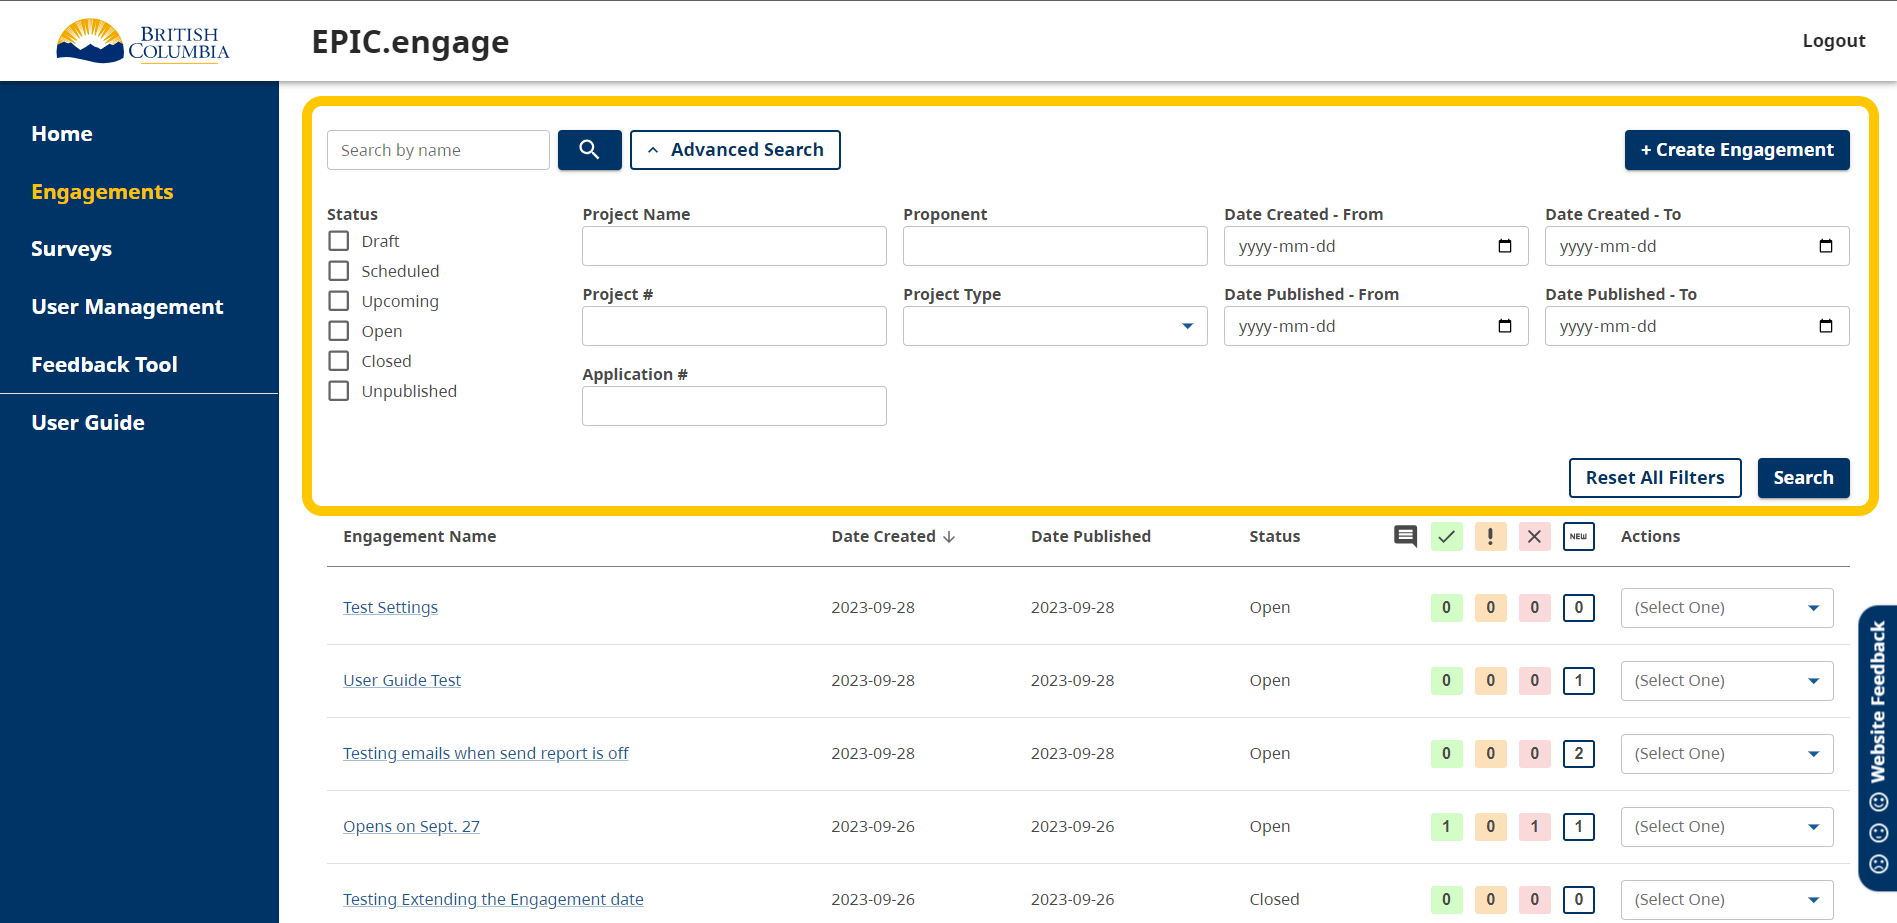 BRITISH
COLUMBIA
EPIC.engage
Logout
Home
Engagements
Surveys
User Management
Feedback Tool
User Guide
Search by name
Advanced Search
+ Create Engagement
Status
Draft
Scheduled
Upcoming
Open
Closed
Unpublished
Project Name
Proponent
Date Created - From
yyyy-mm-dd
Date Created - To
yyyy-mm-dd
Project #
Project Type
Date Published - From
yyyy-mm-dd
Date Published - To
yyyy-mm-dd
Application #
Reset All Filters
Search
Engagement Name Date Created Date Published Status NEW Actions
Test Settings 2023-09-28 2023-09-28 Open 0 0 0 0 (Select One)
User Guide Test 2023-09-28 2023-09-28 Open 0 0 0 1 (Select One)
Testing emails when send report is off 2023-09-28 2023-09-28 Open 0 0 0 2 (Select One)
Opens on Sept. 27 2023-09-26 2023-09-26 Open 1 0 1 1 (Select One)
Testing Extending the Engagement date 2023-09-26 2023-09-26 Closed 0 0 0 0 (Select One)
Website Feedback